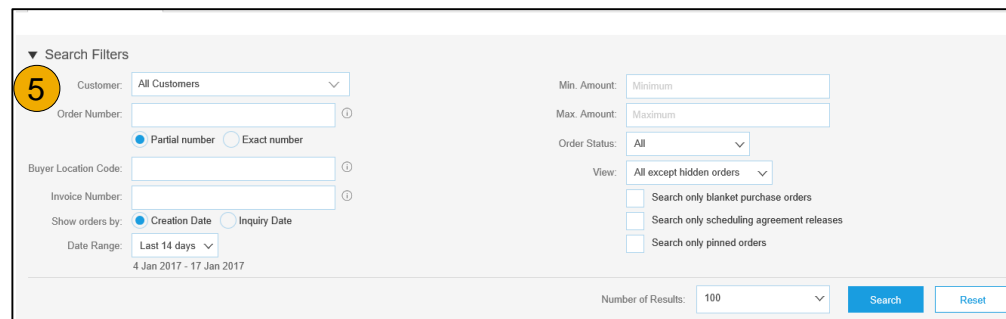 ▼ Search Filters
5
Customer: All Customers
Order Number:
Partial number Exact number
Buyer Location Code:
Invoice Number:
Show orders by: Creation Date Inquiry Date
Date Range: Last 14 days
4 Jan 2017 - 17 Jan 2017
Min. Amount: Minimum
Max. Amount: Maximum
Order Status: All
View: All except hidden orders
Search only blanket purchase orders
Search only scheduling agreement releases
Search only pinned orders
Number of Results: 100 Search Reset